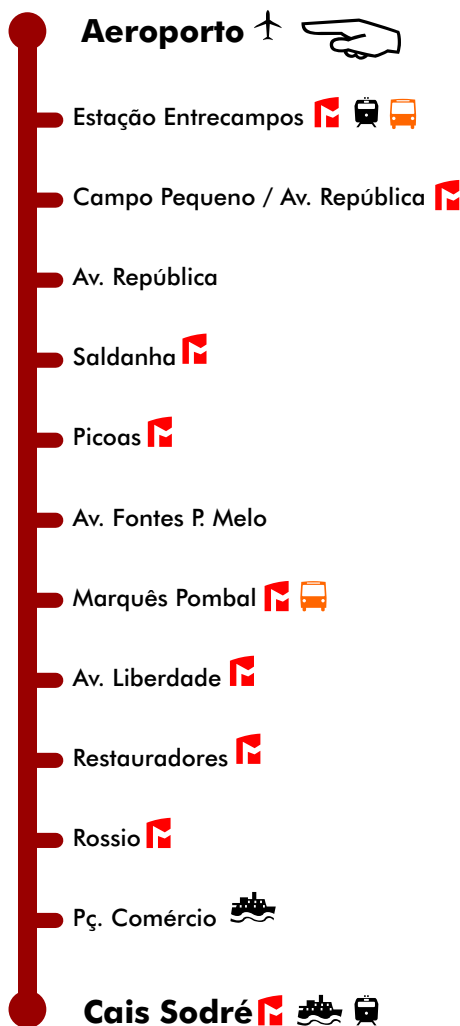 Aeroporto
Estação Entrecampos
Campo Pequeno / Av. República
Av. República
Saldanha
Picoas
Av. Fontes P. Melo
Marquês Pombal
Av. Liberdade
Restauradores
Rossio
Pç. Comércio
Cais Sodré